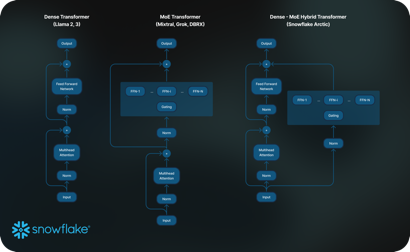 Dense Transformer
(Llama 2, 3)
Output
+
Feed Forward
Network
Norm
+
Multihead
Attention
Norm
Input
MoE Transformer
(Mixtral, Grok, DBRX)
Output
+
FFN-1 ... FFN-i ... FFN-N
Gating
Norm
+
Multihead
Attention
Norm
Input
Dense - MoE Hybrid Transformer
(Snowflake Arctic)
Output
+
Feed Forward
Network
Norm
+
Multihead
Attention
Norm
Input
FFN-1 ... FFN-i ... FFN-N
Gating
Norm
snowflake®